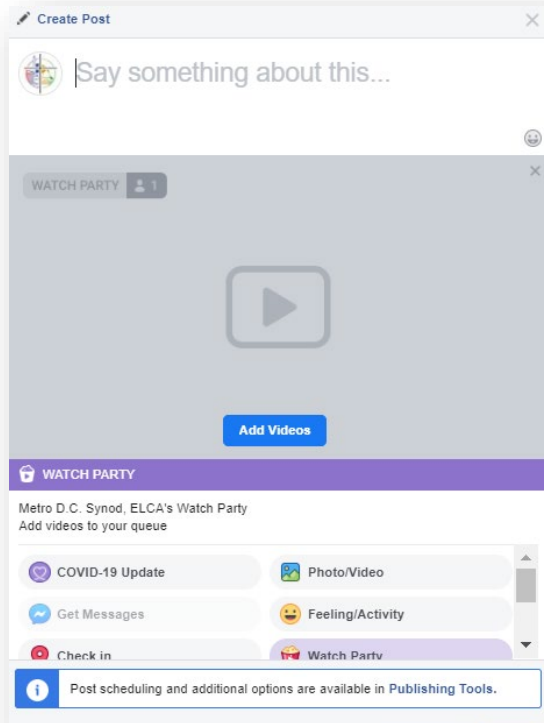 Create Post
Say something about this...
WATCH PARTY 1
Add Videos
WATCH PARTY
Metro D.C. Synod, ELCA's Watch Party
Add videos to your queue
COVID-19 Update
Photo/Video
Get Messages
Feeling/Activity
Check in
Watch Party
Post scheduling and additional options are available in Publishing Tools.